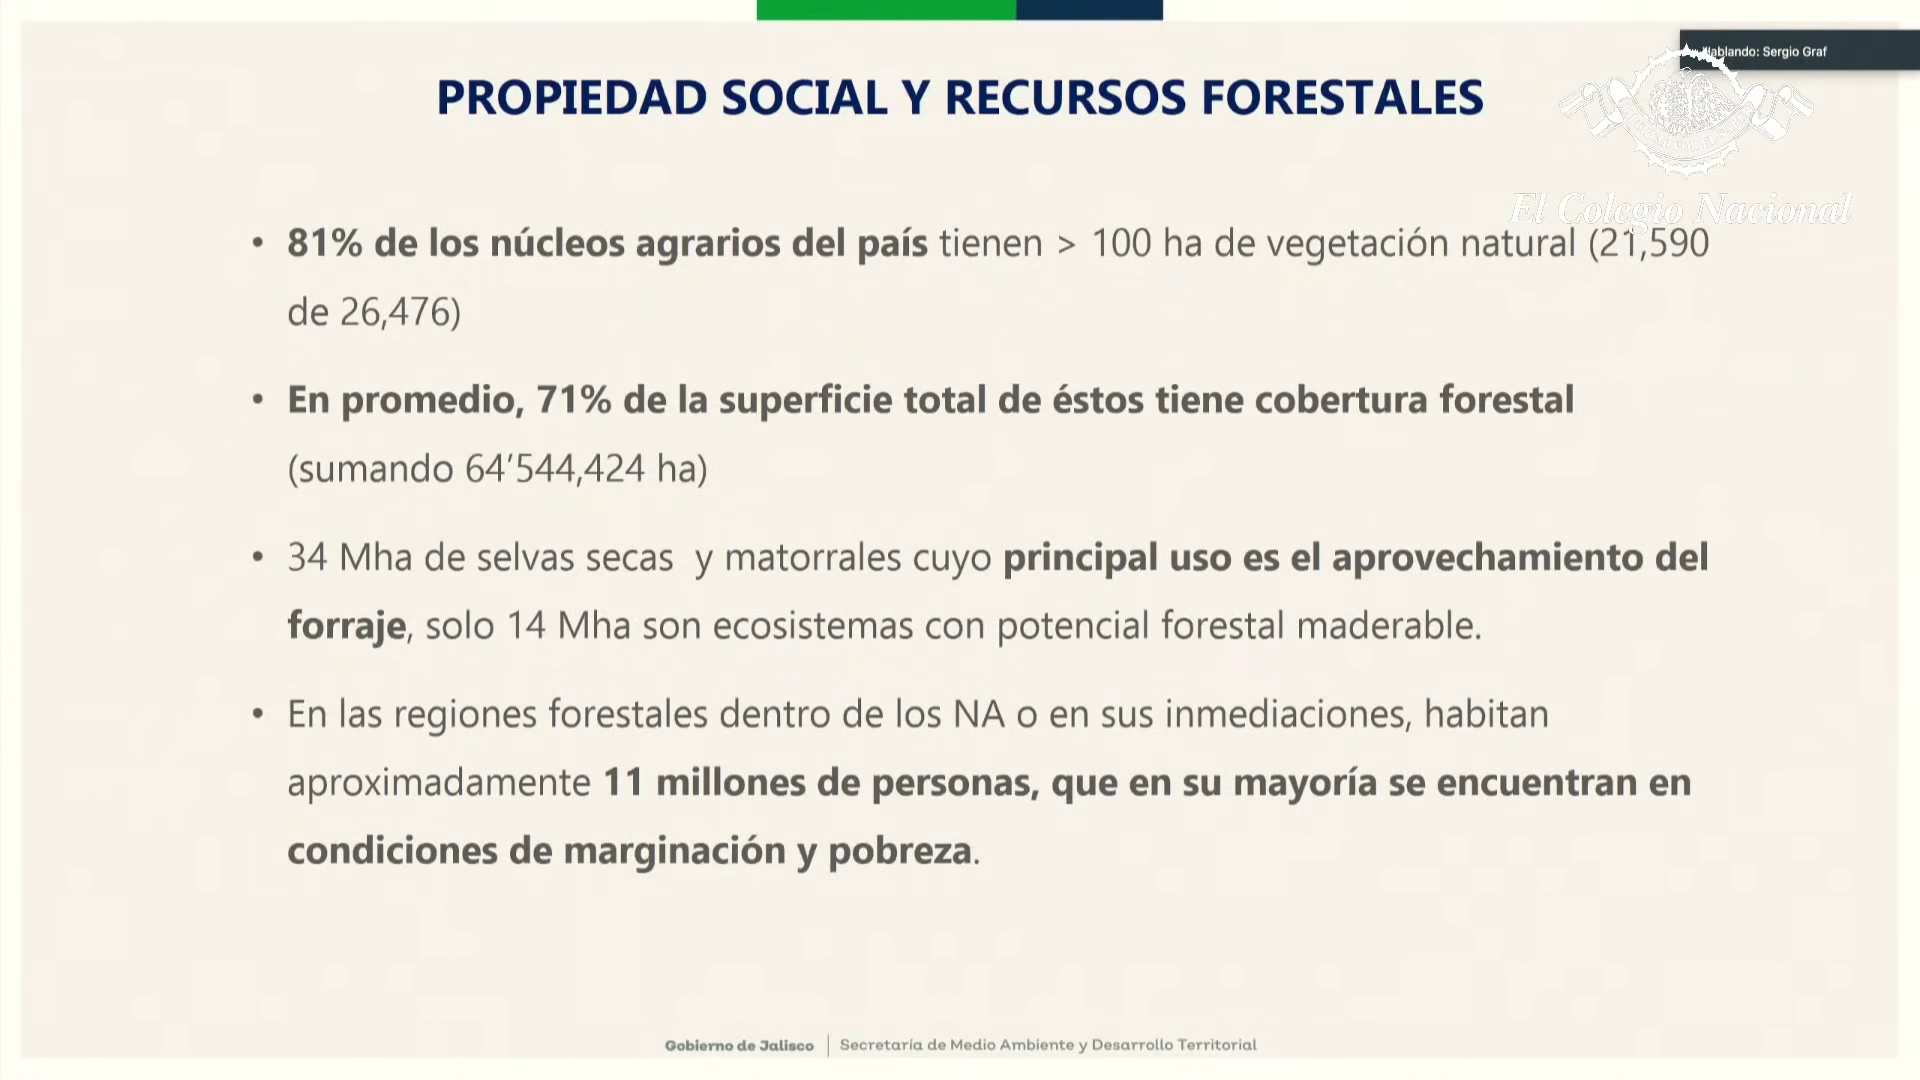 Hablando: Sergio Graf
PROPIEDAD SOCIAL Y RECURSOS FORESTALES
El Colegio Nacional
• 81% de los núcleos agrarios del país tienen > 100 ha de vegetación natural (21,590
de 26,476)
• En promedio, 71% de la superficie total de éstos tiene cobertura forestal
(sumando 64’544,424 ha)
• 34 Mha de selvas secas y matorrales cuyo principal uso es el aprovechamiento del
forraje, solo 14 Mha son ecosistemas con potencial forestal maderable.
• En las regiones forestales dentro de los NA o en sus inmediaciones, habitan
aproximadamente 11 millones de personas, que en su mayoría se encuentran en
condiciones de marginación y pobreza.
Gobierno de Jalisco | Secretaría de Medio Ambiente y Desarrollo Territorial